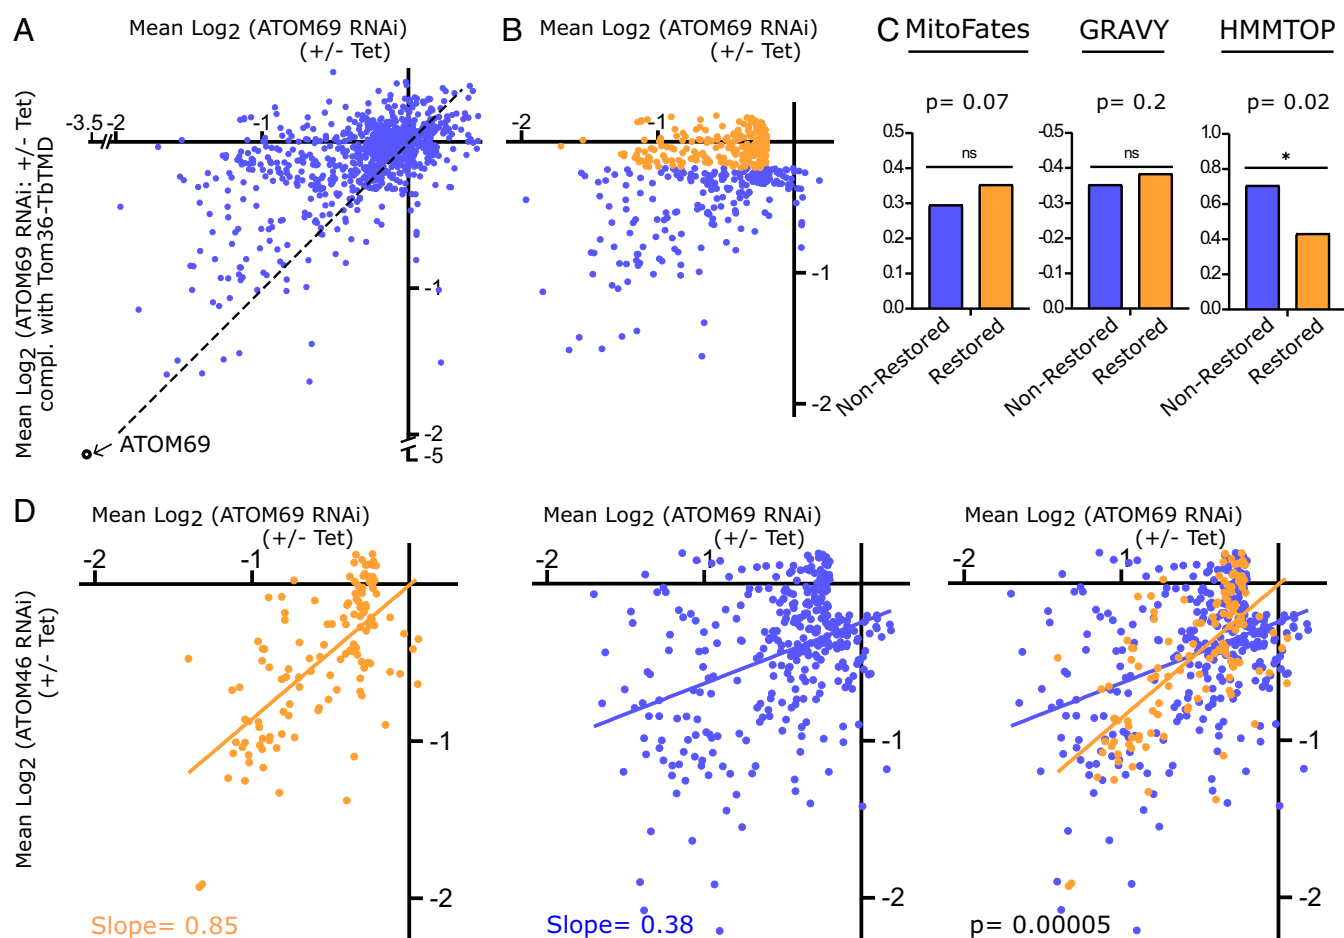 A
Mean Log2 (ATOM69 RNAi)
(+/- Tet)
-3.5 -2
-1
-1
-2
-5
ATOM69
Mean Log2 (ATOM69 RNAi: +/- Tet)
compl. with Tom36-TbTMD
B
Mean Log2 (ATOM69 RNAi)
(+/- Tet)
-2
-1
-1
-2
C
MitoFates
p= 0.07
ns
0.5
0.4
0.3
0.2
0.1
0.0
Non-Restored
Restored
GRAVY
p= 0.2
ns
-0.5
-0.4
-0.3
-0.2
-0.1
0.0
Non-Restored
Restored
HMMTOP
p= 0.02
*
1.0
0.8
0.6
0.4
0.2
0.0
Non-Restored
Restored
D
Mean Log2 (ATOM46 RNAi)
(+/- Tet)
Mean Log2 (ATOM69 RNAi)
(+/- Tet)
-2
-1
-1
-2
Slope= 0.85
Mean Log2 (ATOM69 RNAi)
(+/- Tet)
-2
-1
-1
-2
Slope= 0.38
Mean Log2 (ATOM69 RNAi)
(+/- Tet)
-2
-1
-1
-2
p= 0.00005